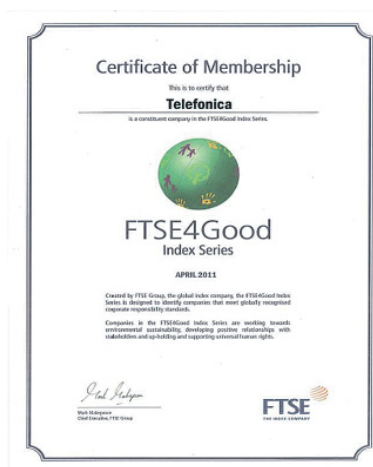 Certificate of Membership
This is to certify that
Telefonica
is a constituent company in the FTSE4Good Index Series.
FTSE4Good
Index Series
APRIL 2011
Created by FTSE Group, the global index company, the FTSE4Good Index
Series is designed to identify companies that meet globally recognised
corporate responsibility standards.
Companies in the FTSE4Good Index Series are working towards
environmental sustainability, developing positive relationships with
stakeholders and up-holding and supporting universal human rights.
Mark Makepeace
Mark Makepeace
Chief Executive, FTSE Group
FTSE
THE INDEX COMPANY